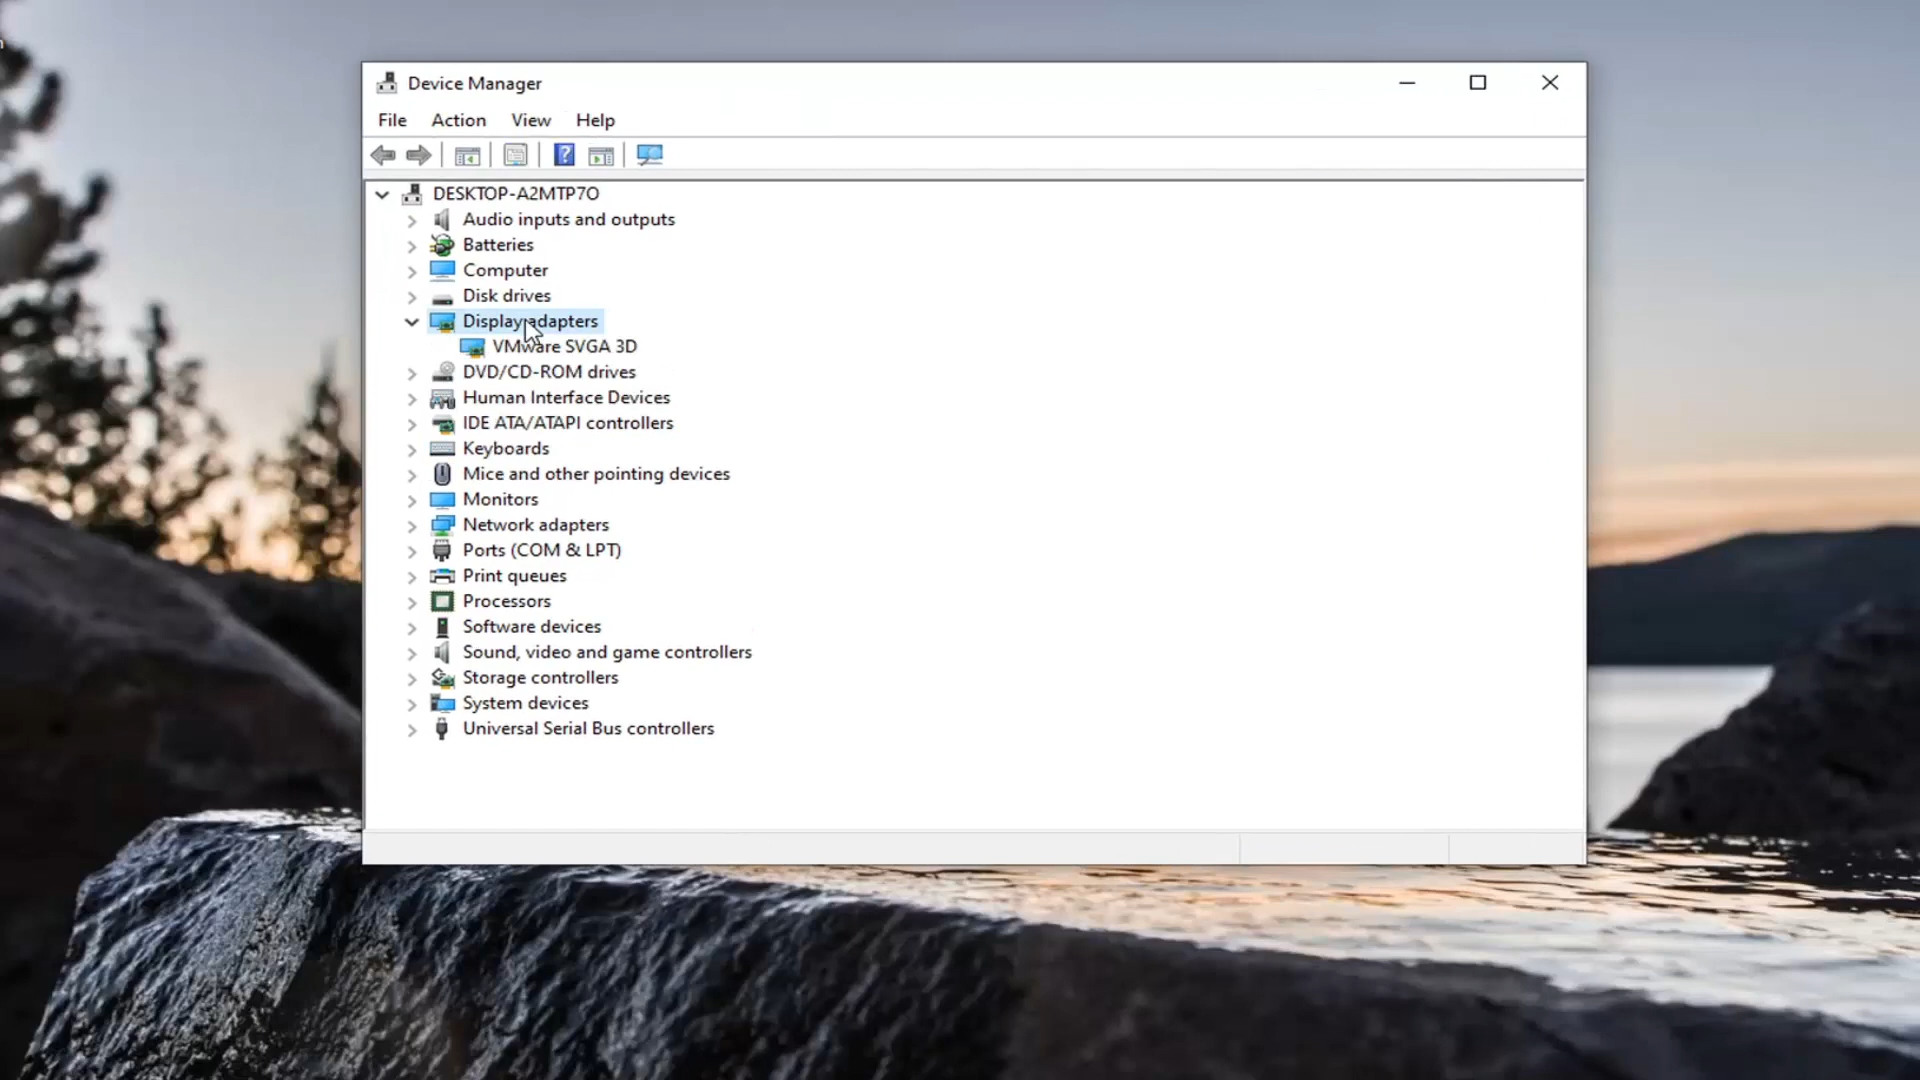 Device Manager
File Action View Help
DESKTOP-A2MTP7O
Audio inputs and outputs
Batteries
Computer
Disk drives
Display adapters
VMware SVGA 3D
DVD/CD-ROM drives
Human Interface Devices
IDE ATA/ATAPI controllers
Keyboards
Mice and other pointing devices
Monitors
Network adapters
Ports (COM & LPT)
Print queues
Processors
Software devices
Sound, video and game controllers
Storage controllers
System devices
Universal Serial Bus controllers